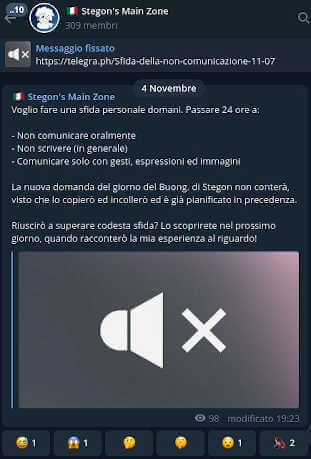 ..10
Stegon's Main Zone
309 membri
Messaggio fissato
https://telegra.ph/Sfida-della-non-comunicazione-11-07
4 Novembre
Stegon's Main Zone
Voglio fare una sfida personale domani. Passare 24 ore a:
- Non comunicare oralmente
- Non scrivere (in generale)
- Comunicare solo con gesti, espressioni ed immagini
La nuova domanda del giorno del Buong. di Stegon non conterà,
visto che lo copierò ed incollerò ed è già pianificato in precedenza.
Riuscirò a superare codesta sfida? Lo scoprirete nel prossimo
giorno, quando racconterò la mia esperienza al riguardo!
98 modificato 19:23
1
1
1
2